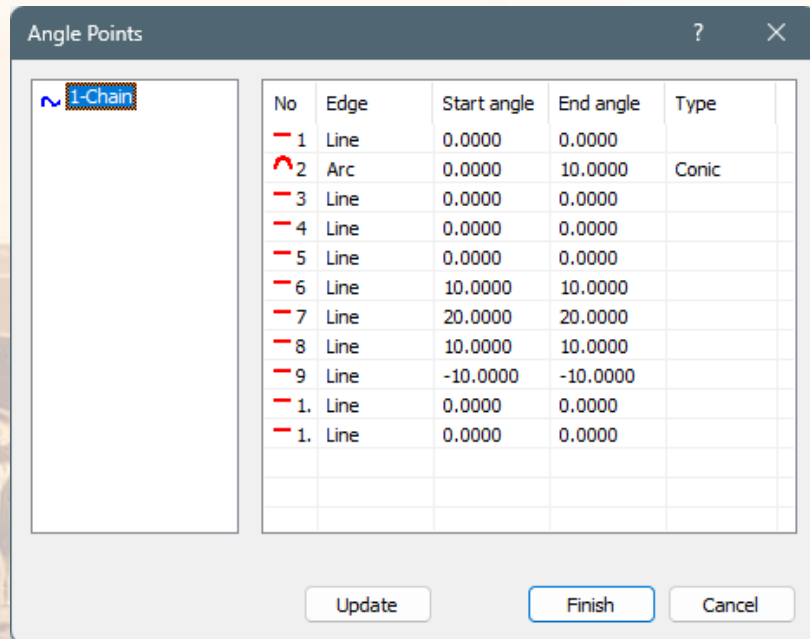 Angle Points ? ×
1-Chain
No Edge Start angle End angle Type
1 Line 0.0000 0.0000
2 Arc 0.0000 10.0000 Conic
3 Line 0.0000 0.0000
4 Line 0.0000 0.0000
5 Line 0.0000 0.0000
6 Line 10.0000 10.0000
7 Line 20.0000 20.0000
8 Line 10.0000 10.0000
9 Line -10.0000 -10.0000
1. Line 0.0000 0.0000
1. Line 0.0000 0.0000
Update Finish Cancel